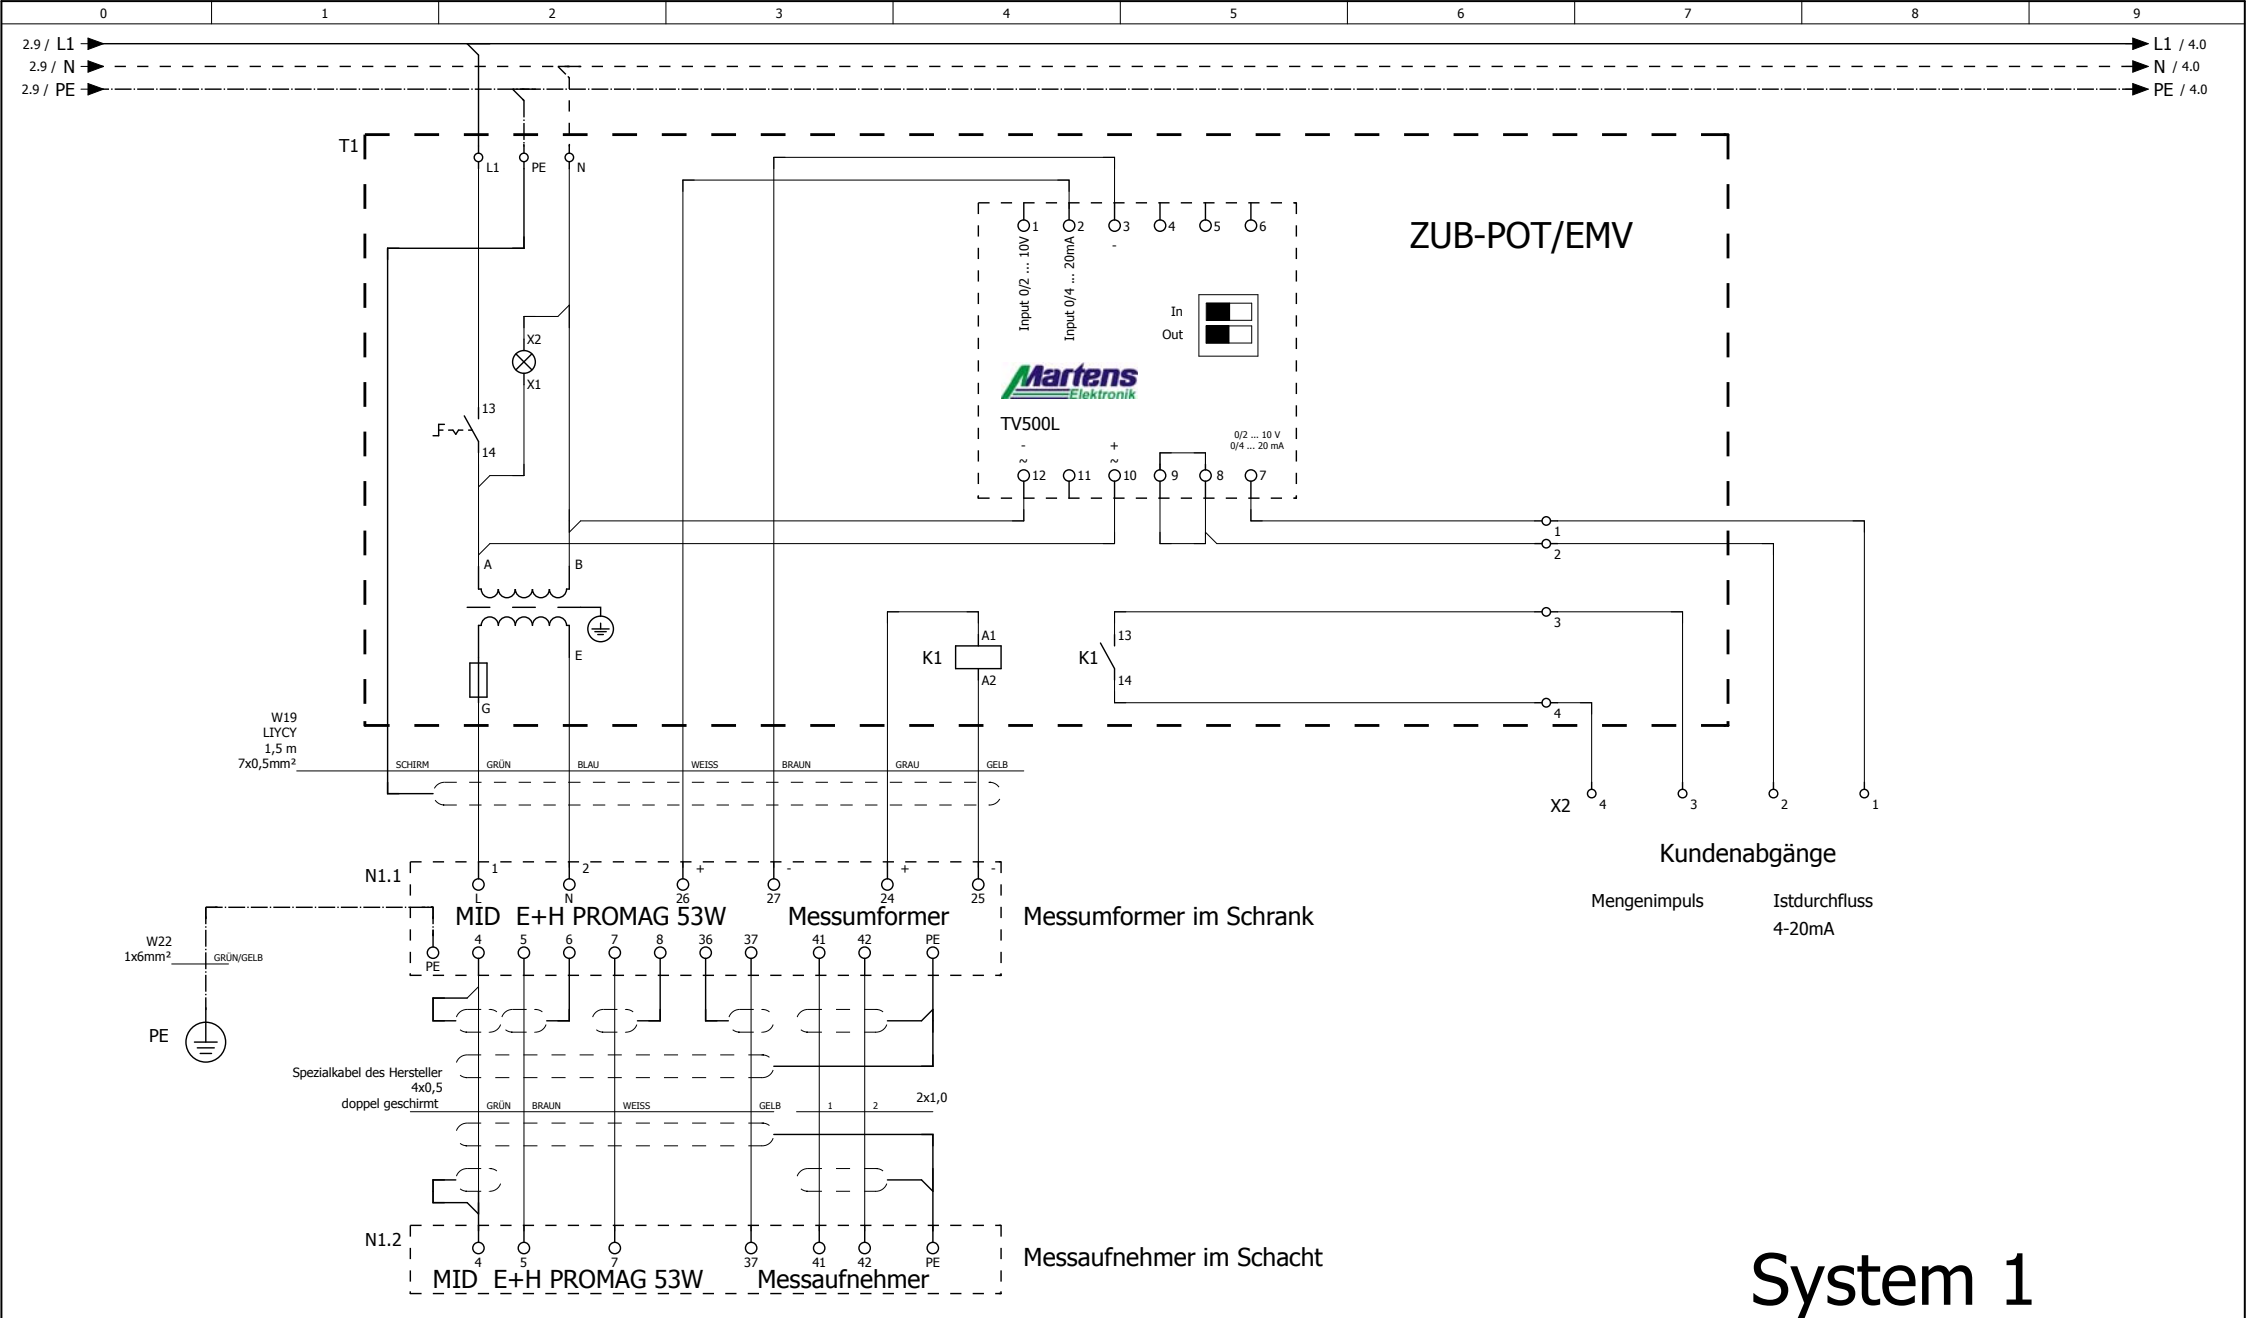 0 1 2 3 4 5 6 7 8 9
2.9 / L1
L1 / 4.0
2.9 / N
N / 4.0
2.9 / PE
PE / 4.0
T1
L1 PE N
1 2 3 4 5 6
-
Input 0/2 ... 10V
Input 0/4 ... 20mA
ZUB-POT/EMV
In
Out
X2
X1
Martens
Elektronik
13
14
TV500L
0/2 ... 10 V
0/4 ... 20 mA
- +
~ ~
12 11 10 9 8 7
1
2
A B
E
G
K1 A1
A2
K1 13
14
3
4
W19
LIYCY
1,5 m
7x0,5mm²
SCHIRM GRÜN BLAU WEISS BRAUN GRAU GELB
X2 4 3 2 1
Kundenabgänge
Mengenimpuls Istdurchfluss
4-20mA
N1.1
1 2 + - + -
L N 26 27 24 25
MID E+H PROMAG 53W Messumformer
Messumformer im Schrank
PE 4 5 6 7 8 36 37 41 42 PE
W22
1x6mm²
GRÜN/GELB
PE
Spezialkabel des Hersteller
4x0,5
doppel geschirmt
GRÜN BRAUN WEISS GELB 1 2 2x1,0
N1.2
4 5 7 37 41 42 PE
MID E+H PROMAG 53W Messaufnehmer
Messaufnehmer im Schacht
System 1